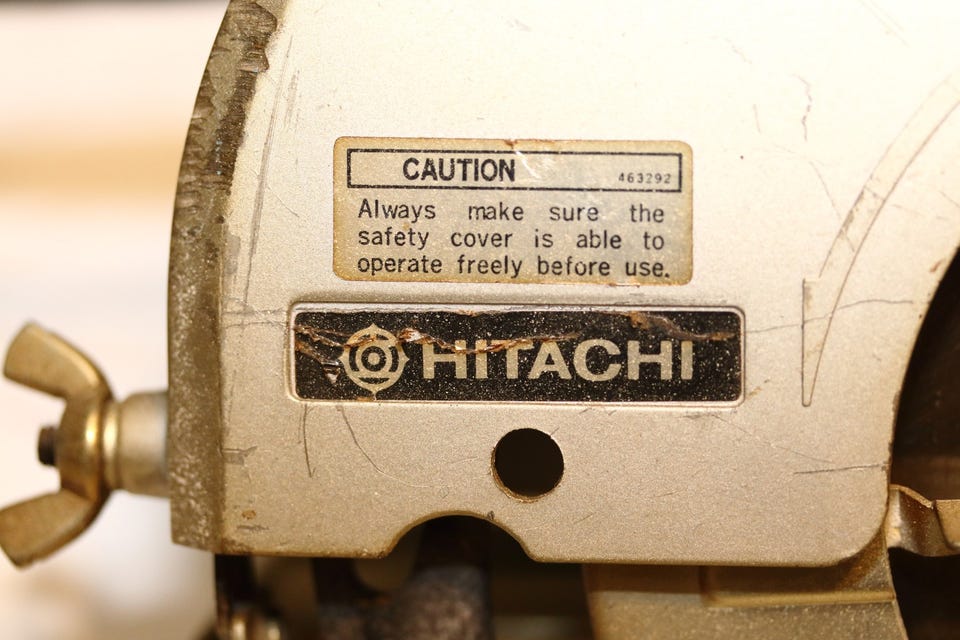 CAUTION 463292
Always make sure the
safety cover is able to
operate freely before use.
HITACHI